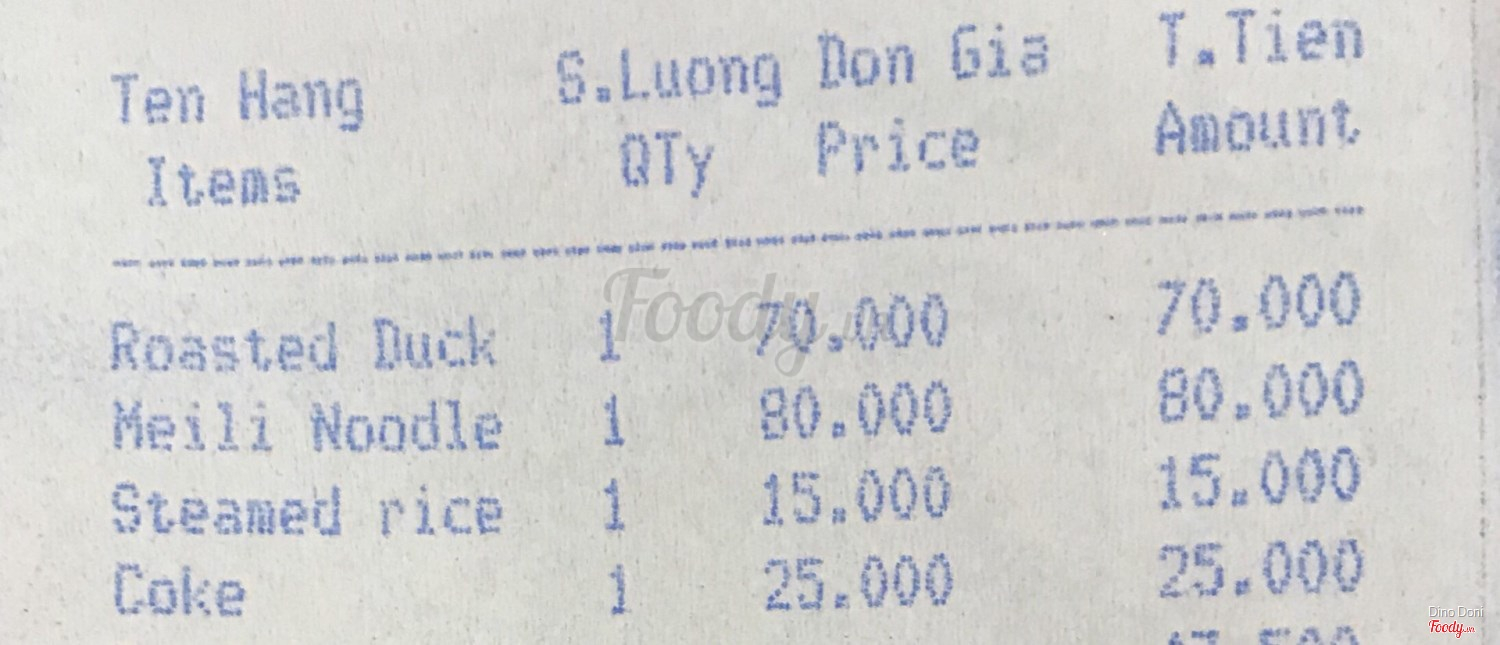 Ten Hang S.Luong Don Gia T.Tien
Items QTy Price Amount
Roasted Duck 1 70.000 70.000
Meili Noodle 1 80.000 80.000
Steamed rice 1 15.000 15.000
Coke 1 25.000 25.000
Foody.vn
Dino Doni
Foody.vn